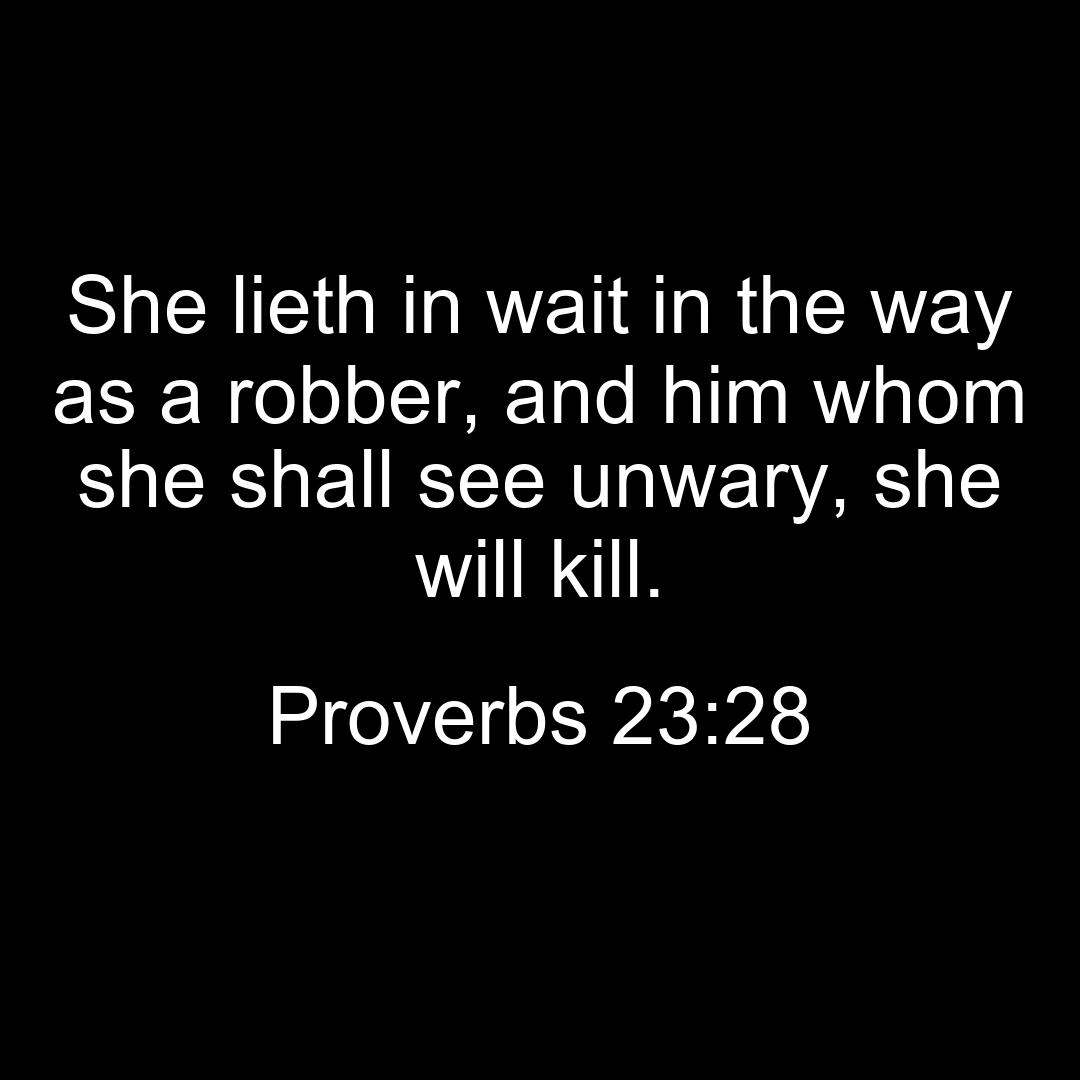 She lieth in wait in the way
as a robber, and him whom
she shall see unwary, she
will kill.
Proverbs 23:28